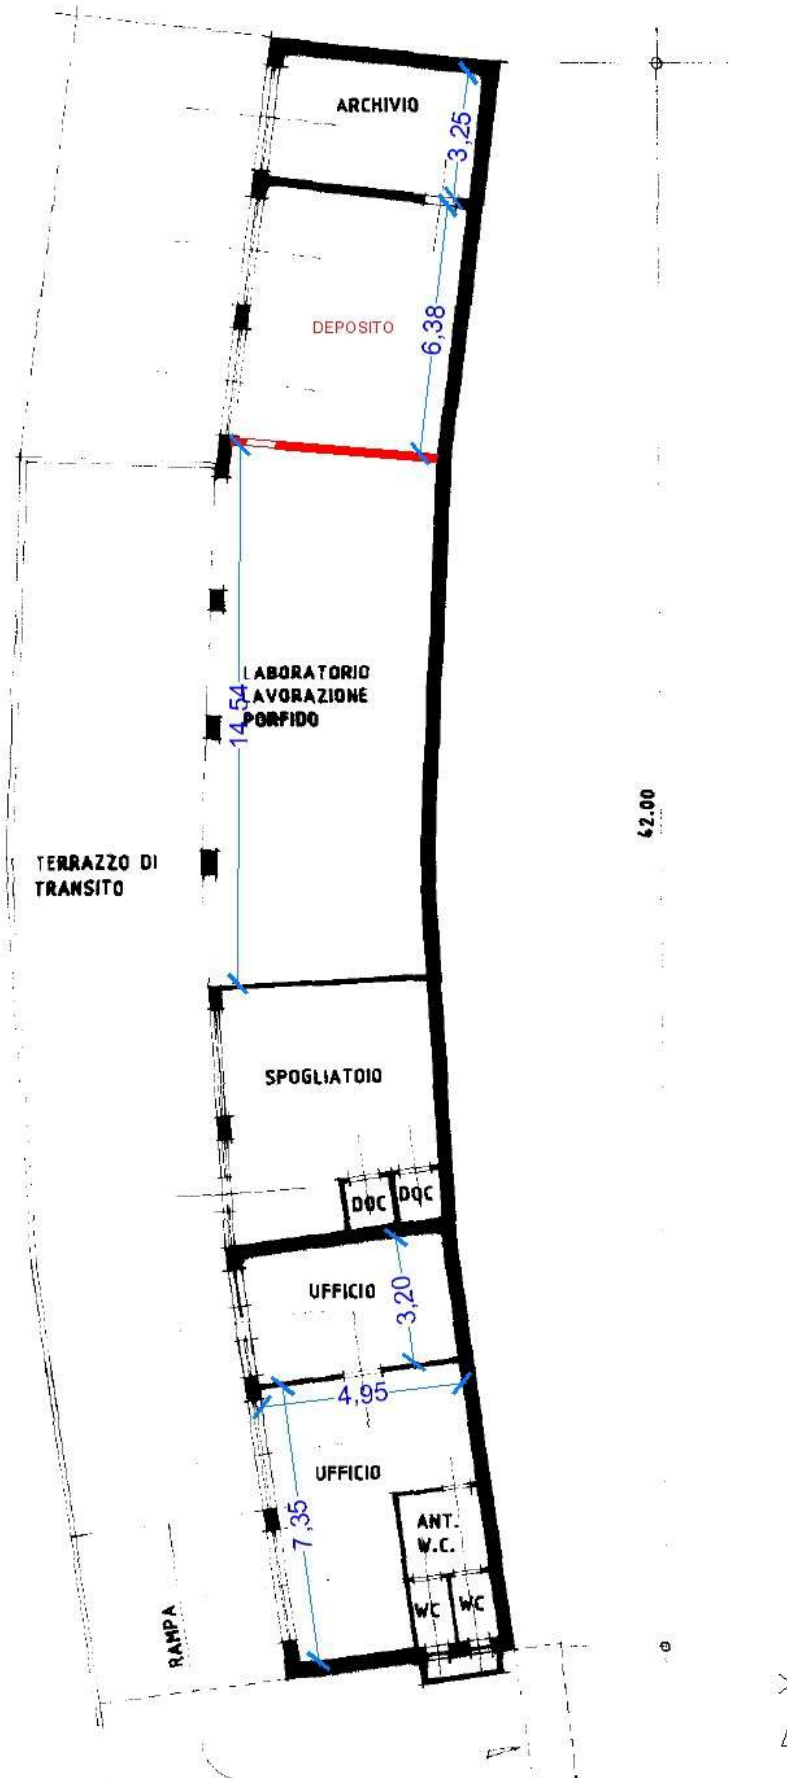 ARCHIVIO
3,25
DEPOSITO
6,38
LABORATORIO
LAVORAZIONE
PORFIDO
14,54
42.00
TERRAZZO DI
TRANSITO
SPOGLIATOIO
DOC
DOC
UFFICIO
3,20
4,95
UFFICIO
7,35
ANT.
W.C.
WC
WC
RAMPA